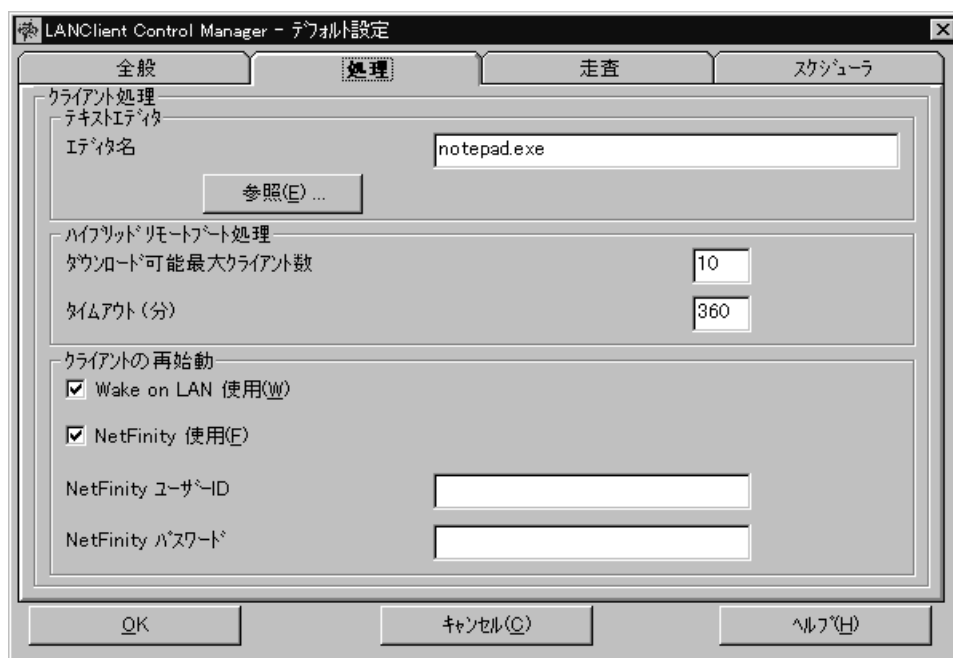 LANClient Control Manager - ﾃﾞﾌｫﾙﾄ設定
全般 処理 走査 ｽｹｼﾞｭｰﾗ
ｸﾗｲｱﾝﾄ処理
ﾃｷｽﾄｴﾃﾞｨﾀ
ｴﾃﾞｨﾀ名 notepad.exe
参照(E) ...
ﾊｲﾌﾞﾘｯﾄﾞﾘﾓｰﾄﾌﾞｰﾄ処理
ﾀﾞｳﾝﾛｰﾄﾞ可能最大ｸﾗｲｱﾝﾄ数 10
ﾀｲﾑｱｳﾄ(分) 360
ｸﾗｲｱﾝﾄの再始動
Wake on LAN 使用(W)
NetFinity 使用(F)
NetFinity ﾕｰｻﾞｰID
NetFinity ﾊﾟｽﾜｰﾄﾞ
OK ｷｬﾝｾﾙ(C) ﾍﾙﾌﾟ(H)